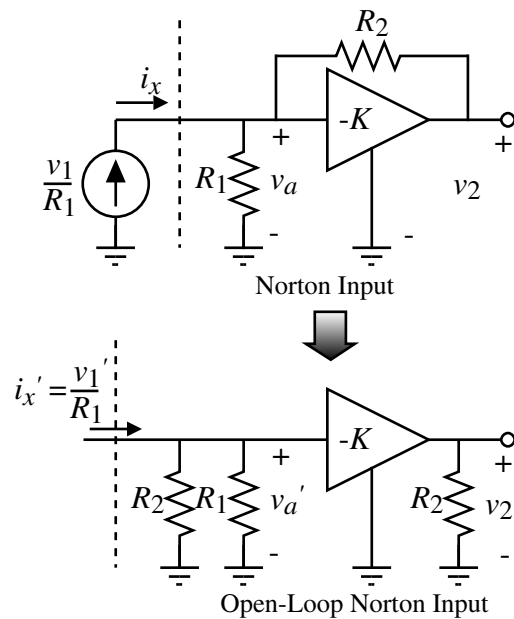 R2
ix
-K
+
+
v1
R1
R1
va
v2
-
-
Norton Input
ix' = v1'
R1
-K
+
+
R2
R1
va'
R2
v2
-
-
Open-Loop Norton Input